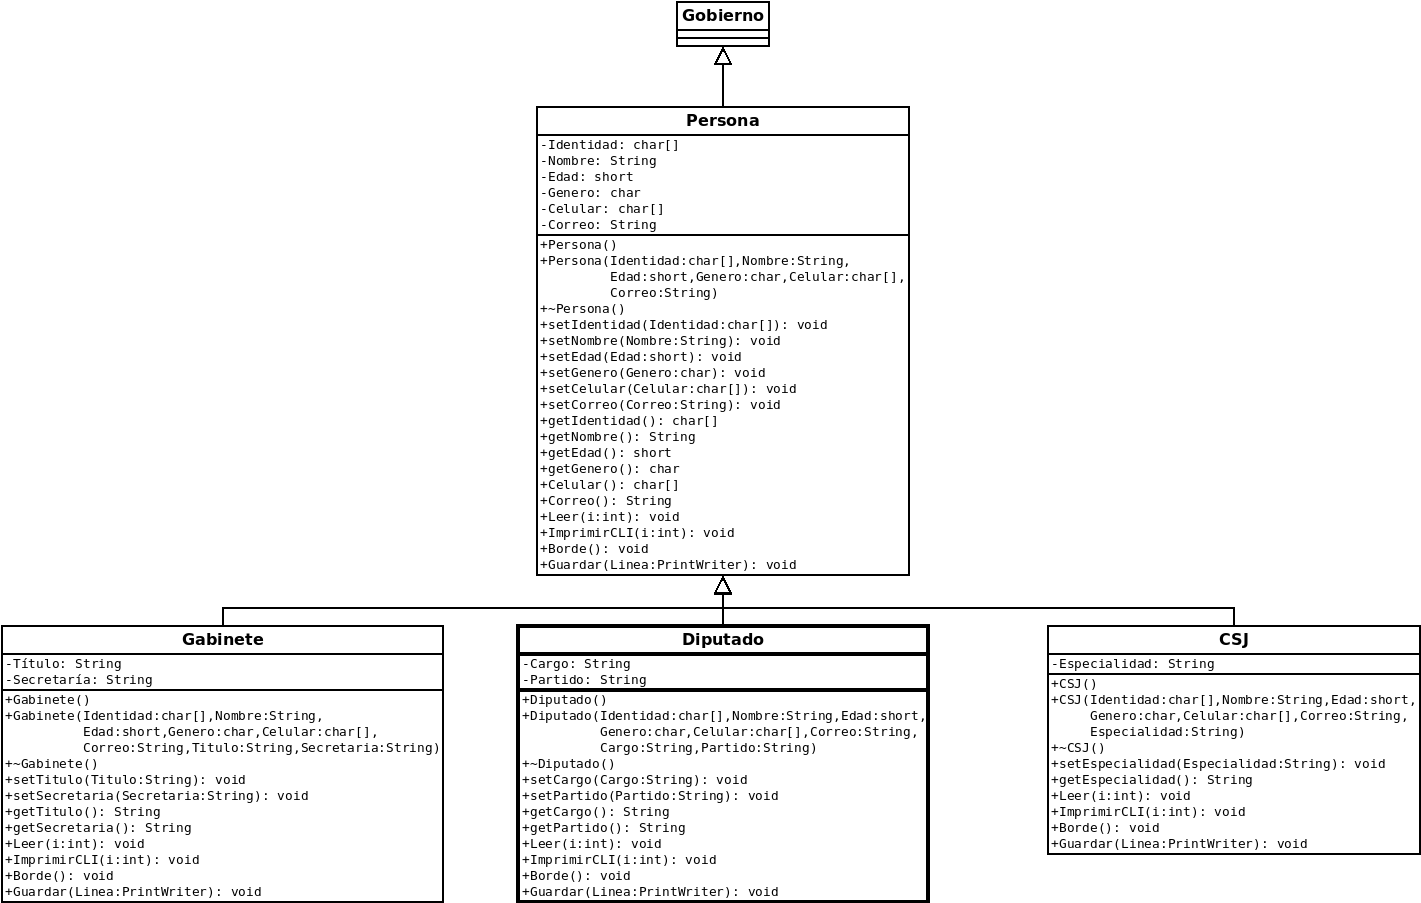 Gobierno
Persona
-Identidad: char[]
-Nombre: String
-Edad: short
-Genero: char
-Celular: char[]
-Correo: String
+Persona()
+Persona(Identidad:char[],Nombre:String,
Edad:short,Genero:char,Celular:char[],
Correo:String)
+~Persona()
+setIdentidad(Identidad:char[]): void
+setNombre(Nombre:String): void
+setEdad(Edad:short): void
+setGenero(Genero:char): void
+setCelular(Celular:char[]): void
+setCorreo(Correo:String): void
+getIdentidad(): char[]
+getNombre(): String
+getEdad(): short
+getGenero(): char
+Celular(): char[]
+Correo(): String
+Leer(i:int): void
+ImprimirCLI(i:int): void
+Borde(): void
+Guardar(Linea:PrintWriter): void
Gabinete
-Título: String
-Secretaría: String
+Gabinete()
+Gabinete(Identidad:char[],Nombre:String,
Edad:short,Genero:char,Celular:char[],
Correo:String,Titulo:String,Secretaria:String)
+~Gabinete()
+setTitulo(Titulo:String): void
+setSecretaria(Secretaria:String): void
+getTitulo(): String
+getSecretaria(): String
+Leer(i:int): void
+ImprimirCLI(i:int): void
+Borde(): void
+Guardar(Linea:PrintWriter): void
Diputado
-Cargo: String
-Partido: String
+Diputado()
+Diputado(Identidad:char[],Nombre:String,Edad:short,
Genero:char,Celular:char[],Correo:String,
Cargo:String,Partido:String)
+~Diputado()
+setCargo(Cargo:String): void
+setPartido(Partido:String): void
+getCargo(): String
+getPartido(): String
+Leer(i:int): void
+ImprimirCLI(i:int): void
+Borde(): void
+Guardar(Linea:PrintWriter): void
CSJ
-Especialidad: String
+CSJ()
+CSJ(Identidad:char[],Nombre:String,Edad:short,
Genero:char,Celular:char[],Correo:String,
Especialidad:String)
+~CSJ()
+setEspecialidad(Especialidad:String): void
+getEspecialidad(): String
+Leer(i:int): void
+ImprimirCLI(i:int): void
+Borde(): void
+Guardar(Linea:PrintWriter): void